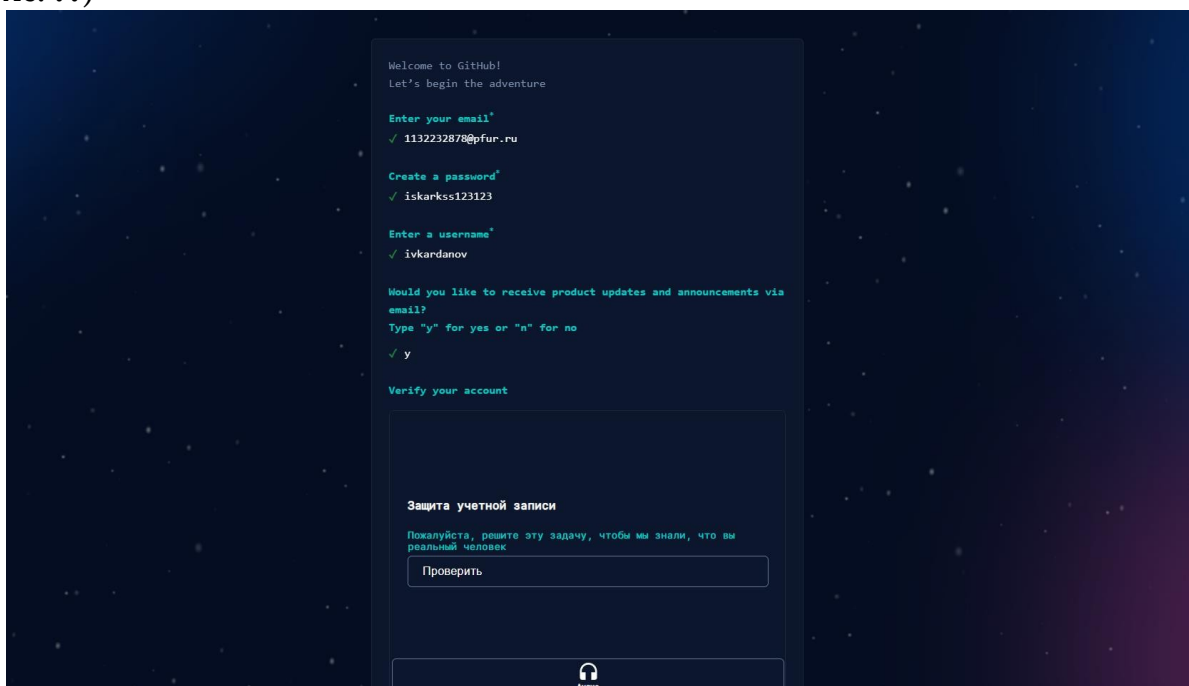 Welcome to GitHub!
Let’s begin the adventure
Enter your email*
✓ 1132232878@pfur.ru
Create a password*
✓ iskarkss123123
Enter a username*
✓ ivkardanov
Would you like to receive product updates and announcements via
email?
Type "y" for yes or "n" for no
✓ y
Verify your account
Защита учетной записи
Пожалуйста, решите эту задачу, чтобы мы знали, что вы
реальный человек
Проверить